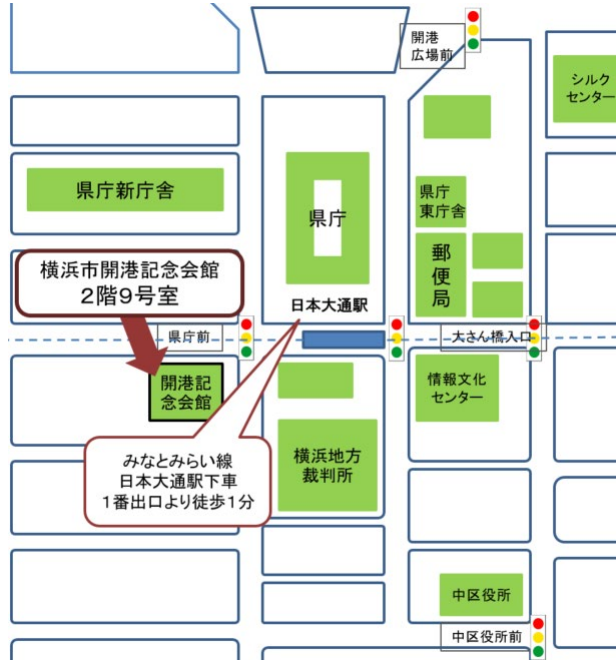 開港
広場前
シルク
センター
県庁新庁舎
県庁
県庁
東庁舎
郵
便
局
横浜市開港記念会館
2階9号室
日本大通駅
県庁前
大さん橋入口
開港記
念会館
情報文化
センター
みなとみらい線
日本大通駅下車
1番出口より徒歩1分
横浜地方
裁判所
中区役所
中区役所前